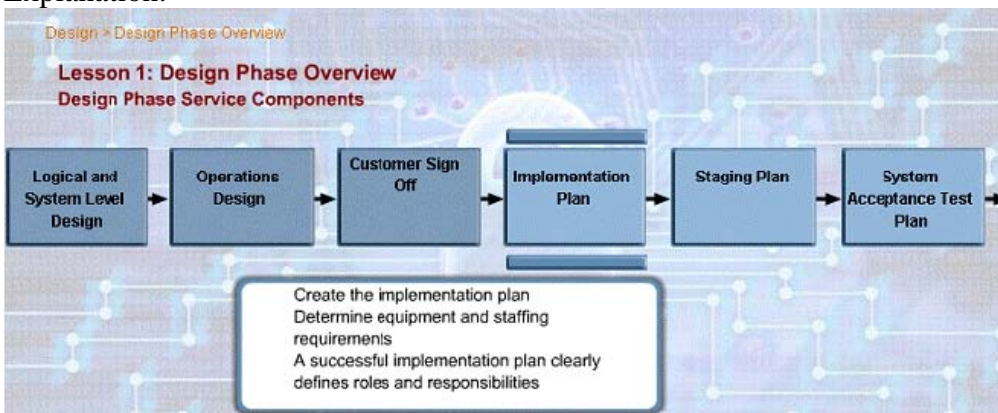 Explanation:
Design > Design Phase Overview
Lesson 1: Design Phase Overview
Design Phase Service Components
Logical and
System Level
Design
Operations
Design
Customer Sign
Off
Implementation
Plan
Staging Plan
System
Acceptance Test
Plan
Create the implementation plan
Determine equipment and staffing
requirements
A successful implementation plan clearly
defines roles and responsibilities